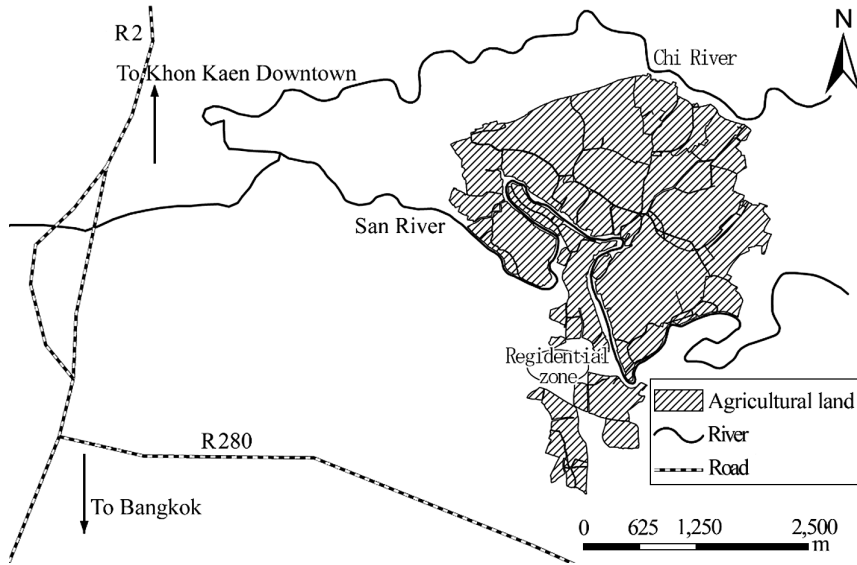 N
R2
Chi River
To Khon Kaen Downtown
San River
Regidential
zone
Agricultural land
River
Road
R280
To Bangkok
0 625 1,250 2,500
m